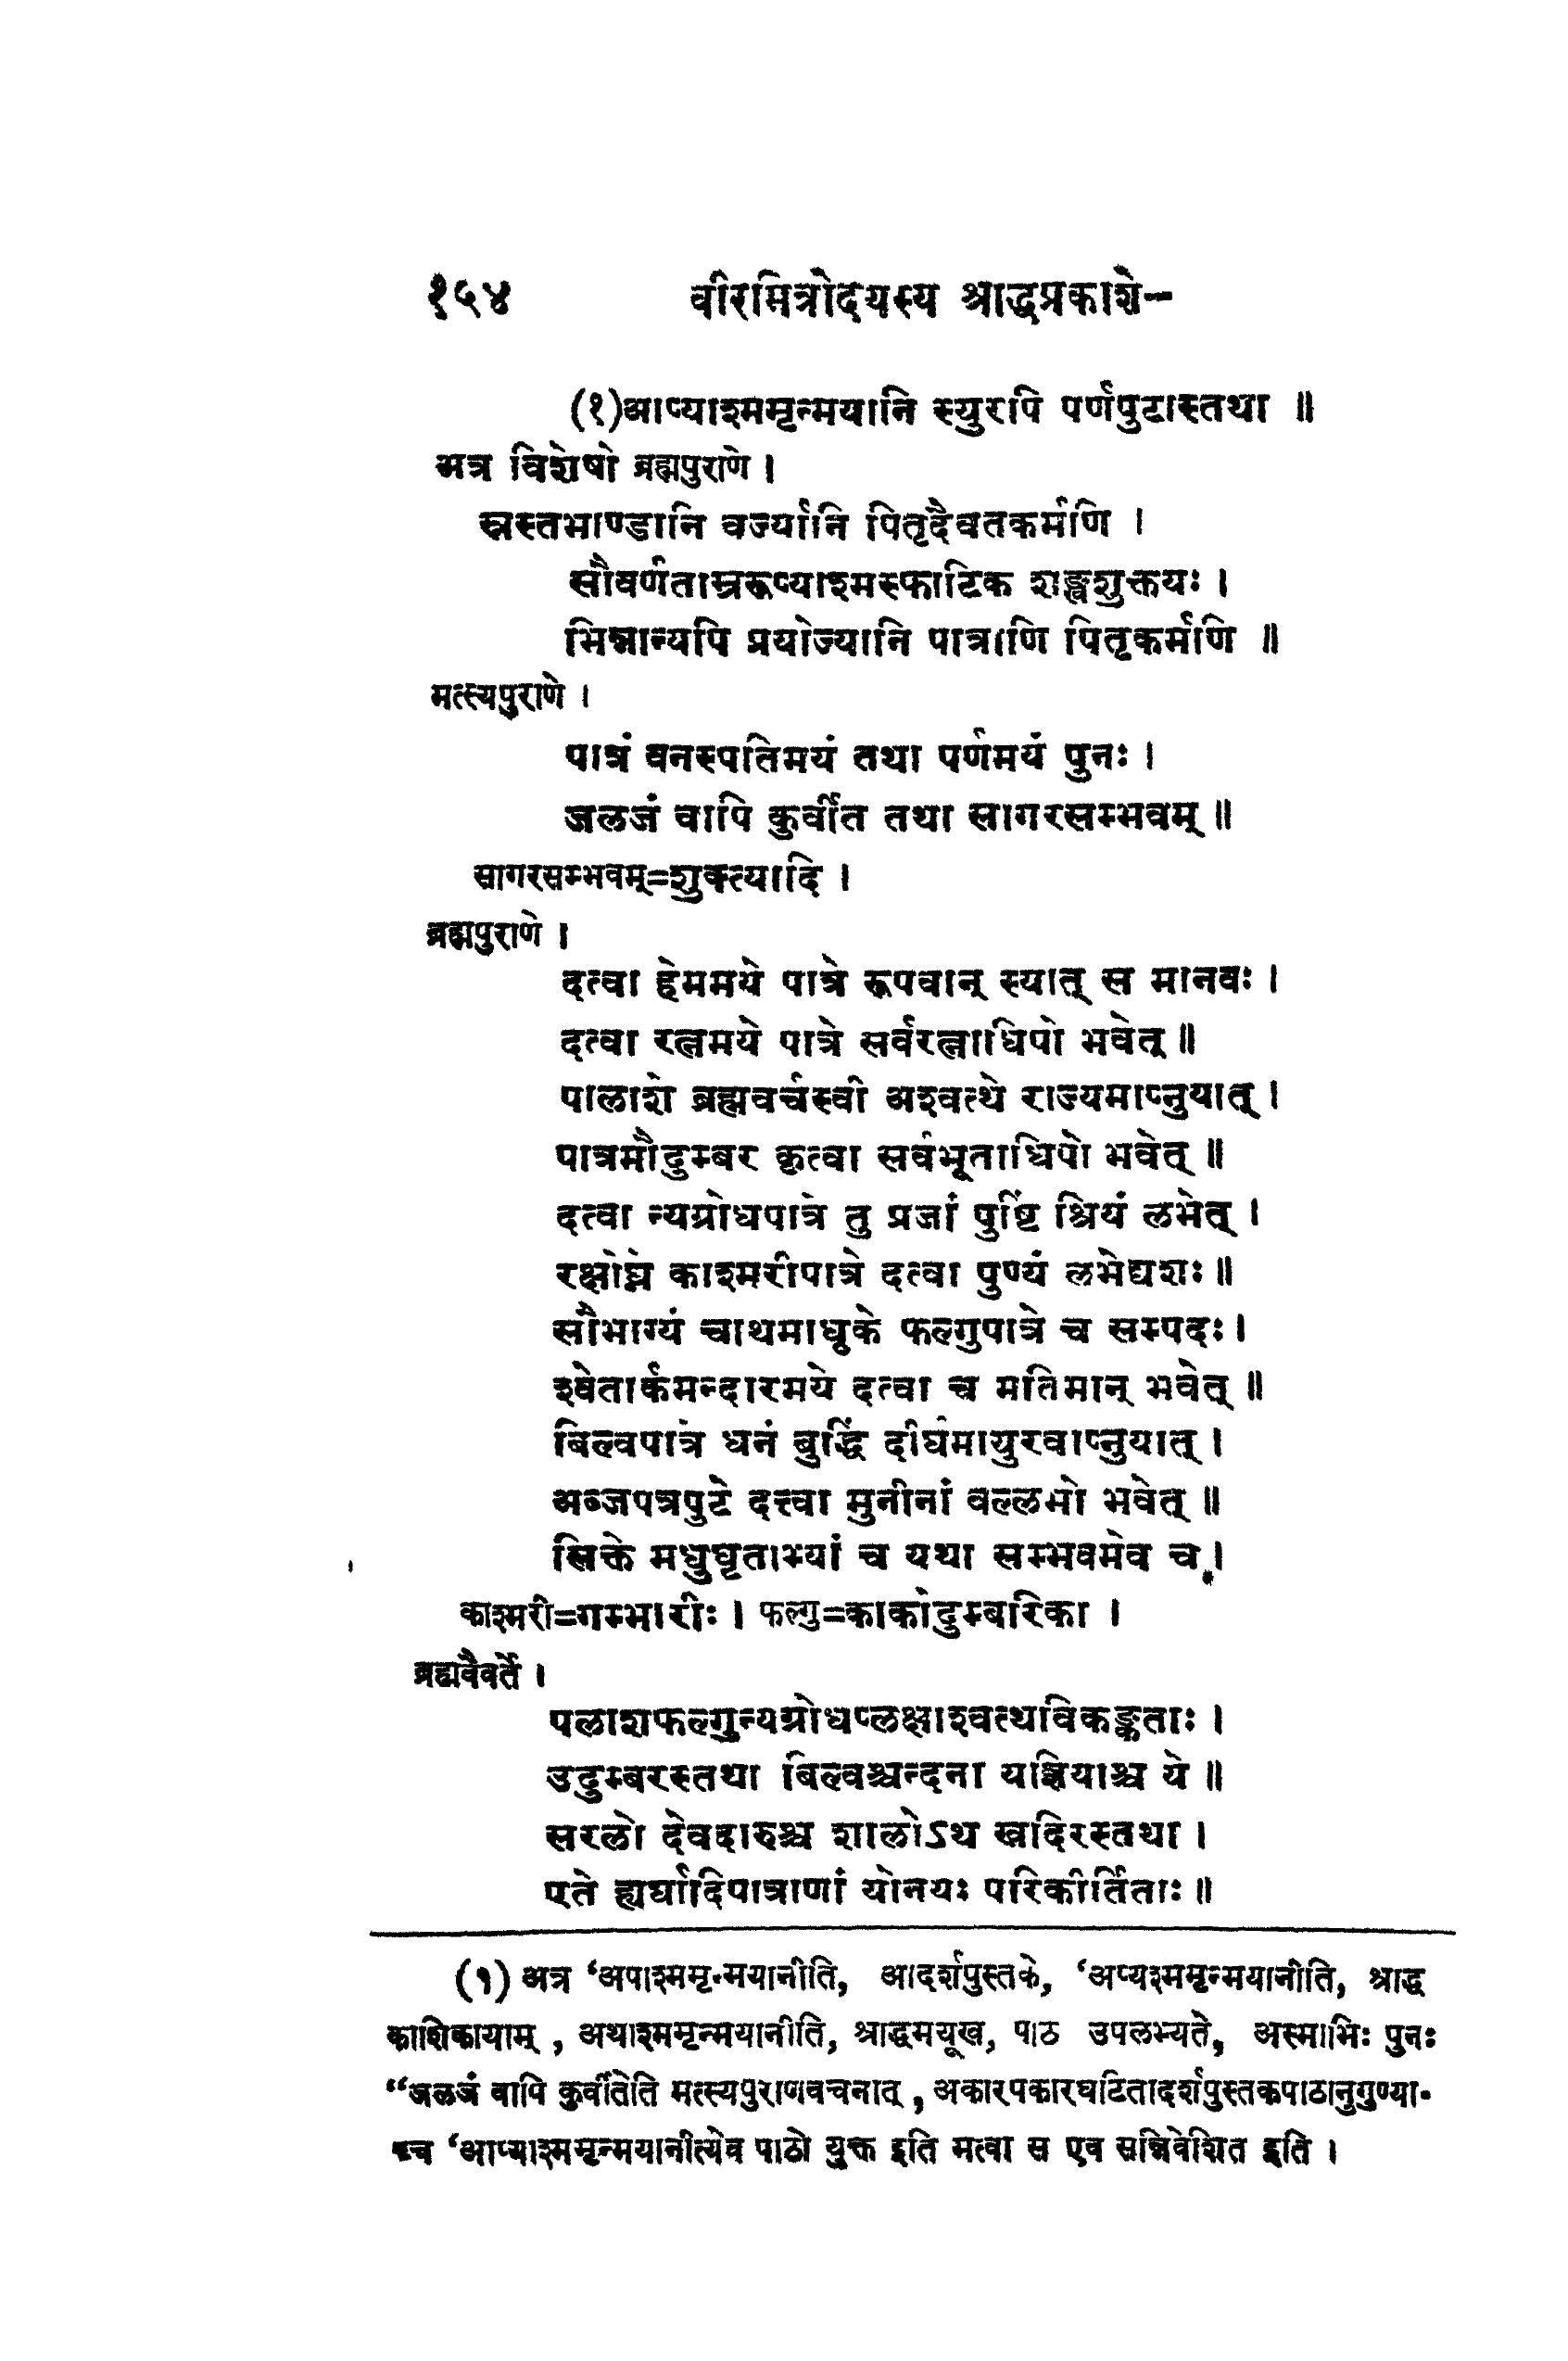 १५४ वीरमित्रोदयस्य श्राद्धप्रकाशे-
(१)आप्याश्ममृन्मयानि स्युरपि पर्णपुटास्तथा ॥
अत्र विशेषो ब्रह्मपुराणे ।
स्रस्तभाण्डानि वर्ज्यानि पितृदैवतकर्मणि ।
सौवर्णताम्ररूप्याश्मस्फाटिक शङ्खशुक्तयः ।
भिन्नान्यपि प्रयोज्यानि पात्राणि पितृकर्मणि ॥
मत्स्यपुराणे ।
पात्रं वनस्पतिमयं तथा पर्णमयं पुनः ।
जलजं वापि कुर्वीत तथा सागरसम्भवम् ॥
सागरसम्भवम्=शुक्त्यादि ।
ब्रह्मपुराणे ।
दत्वा हेममये पात्रे रूपवान् स्यात् स मानवः ।
दत्वा रत्नमये पात्रे सर्वरत्नाधिपो भवेत् ॥
पालाशे ब्रह्मवर्चस्वी अश्वत्थे राज्यमाप्नुयात् ।
पात्रमौदुम्बर कृत्वा सर्वभूताधिपो भवेत् ॥
दत्वा न्यग्रोधपात्रे तु प्रजां पुष्टिं श्रियं लभेत् ।
रक्षोघ्ने काश्मरीपात्रे दत्वा पुण्यं लभेद्यशः ॥
सौभाग्यं चाथमाधुके फल्गुपात्रे च सम्पदः ।
श्वेतार्कमन्दारमये दत्वा च मतिमान् भवेत् ॥
बिल्वपात्रे धनं बुद्धिं दीर्घमायुरवाप्नुयात् ।
अब्जपत्रपुटे दत्त्वा मुनीनां वल्लभो भवेत् ॥
सिक्ते मधुघृताभ्यां च यथा सम्भवमेव च ।
काश्मरी=गम्भारीः । फल्गु=काकोदुम्बरिका ।
ब्रह्मवैवर्ते ।
पलाशफल्गुन्यग्रोधप्लक्षाश्वत्थविकङ्कताः ।
उदुम्बरस्तथा बिल्वश्चन्दना यज्ञियाश्च ये ॥
सरलो देवदारुश्च शालोऽथ खदिरस्तथा ।
एते ह्यर्घादिपात्राणां योनयः परिकीर्तिताः ॥
(१) अत्र ‘अपाश्ममृन्मयानीति, आदर्शपुस्तके, ‘अप्यश्ममृन्मयानीति, श्राद्ध
काशिकायाम् , अथाश्ममृन्मयानीति, श्राद्धमयूख, पाठ उपलभ्यते, अस्माभिः पुनः
“जलजं वापि कुर्वीतेति मत्स्यपुराणवचनात् , अकारपकारघटितादर्शपुस्तकपाठानुगुण्या-
च्च ‘आप्याश्ममृन्मयानीत्येव पाठो युक्त इति मत्वा स एव सन्निवेशित इति ।